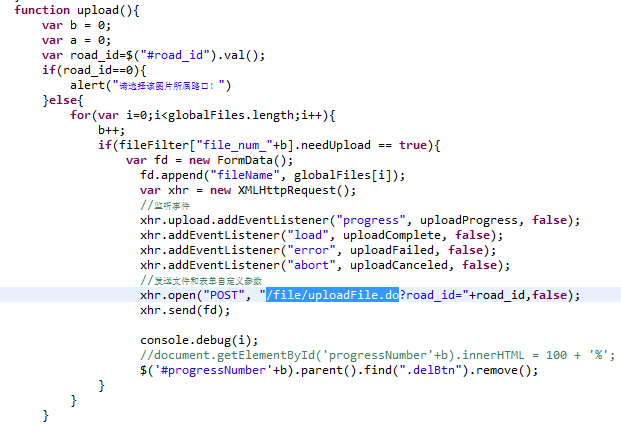 function upload(){
var b = 0;
var a = 0;
var road_id=$("#road_id").val();
if(road_id==0){
alert("请选择该图片所属路口!")
}else{
for(var i=0;i<globalFiles.length;i++){
b++;
if(fileFilter["file_num_"+b].needUpload == true){
var fd = new FormData();
fd.append("fileName", globalFiles[i]);
var xhr = new XMLHttpRequest();
//监听事件
xhr.upload.addEventListener("progress", uploadProgress, false);
xhr.addEventListener("load", uploadComplete, false);
xhr.addEventListener("error", uploadFailed, false);
xhr.addEventListener("abort", uploadCanceled, false);
//发送文件和表单自定义参数
xhr.open("POST", "/file/uploadFile.do?road_id="+road_id,false);
xhr.send(fd);
console.debug(i);
//document.getElementById('progressNumber'+b).innerHTML = 100 + '%';
$('#progressNumber'+b).parent().find(".delBtn").remove();
}
}
}